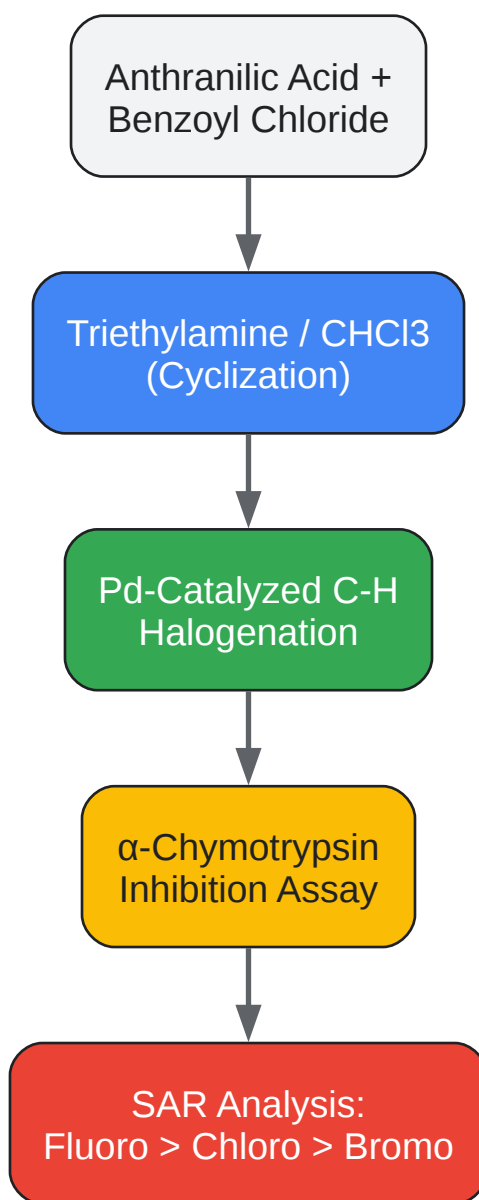 Anthranilic Acid +
Benzoyl Chloride
Triethylamine / CHCl3
(Cyclization)
Pd-Catalyzed C-H
Halogenation
α-Chymotrypsin
Inhibition Assay
SAR Analysis:
Fluoro > Chloro > Bromo